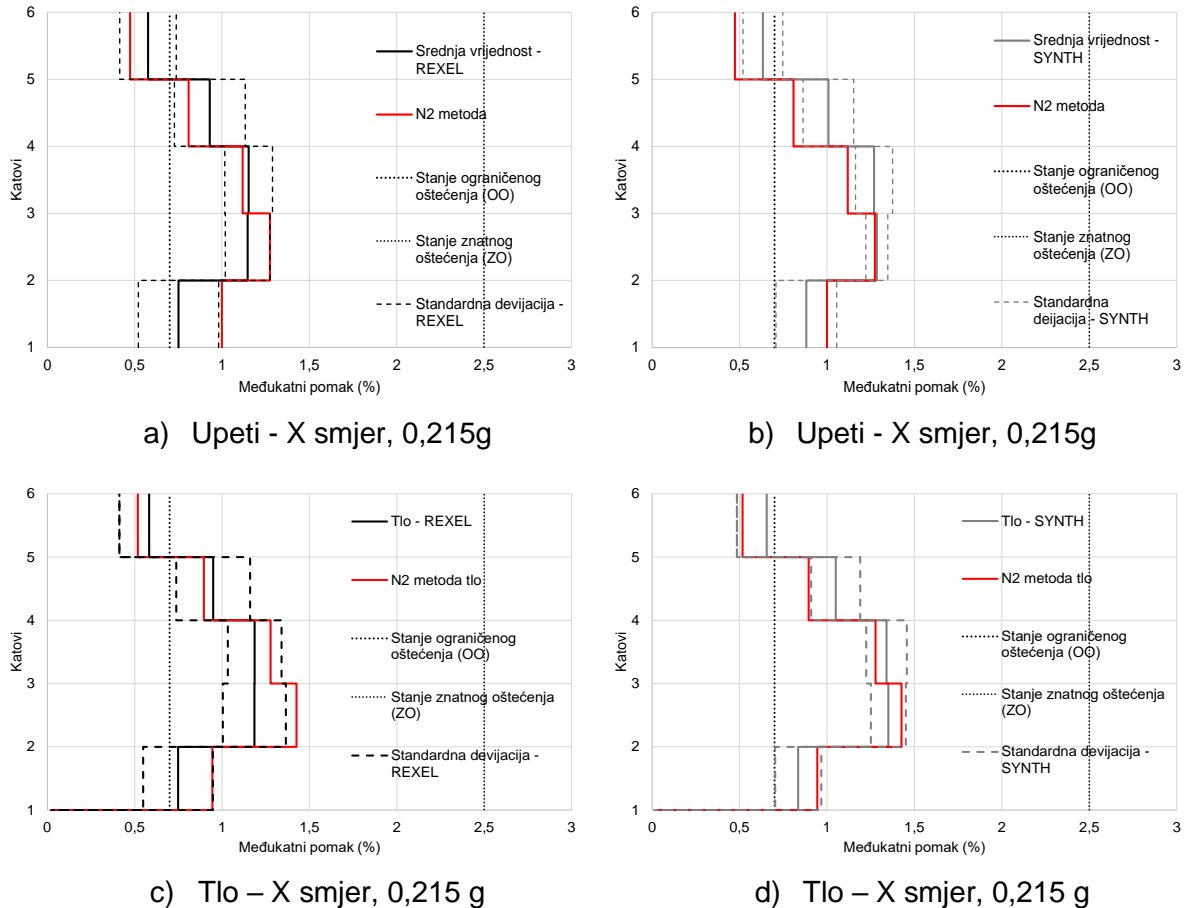 6
5
4
3
2
1
Katovi
0 0,5 1 1,5 2 2,5 3
Međukatni pomak (%)
Srednja vrijednost -
REXEL
N2 metoda
Stanje ograničenog
oštećenja (OO)
Stanje znatnog
oštećenja (ZO)
Standardna devijacija -
REXEL
a) Upeti - X smjer, 0,215g
6
5
4
3
2
1
Katovi
0 0,5 1 1,5 2 2,5 3
Međukatni pomak (%)
Srednja vrijednost -
SYNTH
N2 metoda
Stanje ograničenog
oštećenja (OO)
Stanje znatnog
oštećenja (ZO)
Standardna
deijacija - SYNTH
b) Upeti - X smjer, 0,215g
6
5
4
3
2
1
Katovi
0 0,5 1 1,5 2 2,5 3
Međukatni pomak (%)
Tlo - REXEL
N2 metoda tlo
Stanje ograničenog
oštećenja (OO)
Stanje znatnog oštećenja
(ZO)
Standardna devijacija -
REXEL
c) Tlo – X smjer, 0,215 g
6
5
4
3
2
1
Katovi
0 0,5 1 1,5 2 2,5 3
Međukatni pomak (%)
Tlo - SYNTH
N2 metoda tlo
Stanje ograničenog
oštećenja (OO)
Stanje znatnog oštećenja
(ZO)
Standardna devijacija -
SYNTH
d) Tlo – X smjer, 0,215 g